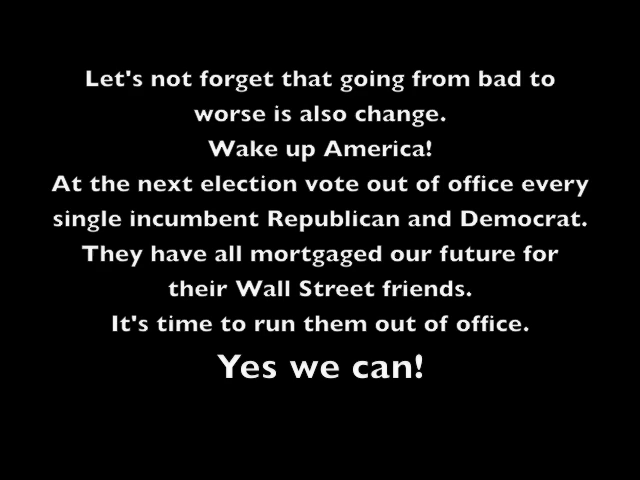 Let's not forget that going from bad to
worse is also change.
Wake up America!
At the next election vote out of office every
single incumbent Republican and Democrat.
They have all mortgaged our future for
their Wall Street friends.
It's time to run them out of office.
Yes we can!